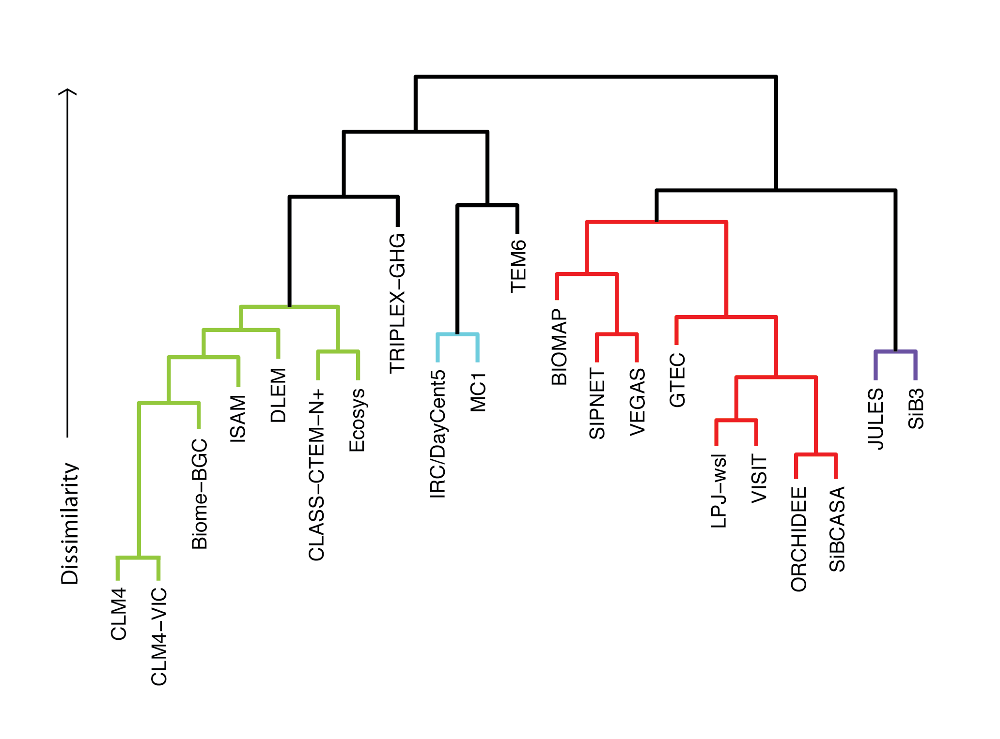 Dissimilarity
CLM4
CLM4–VIC
Biome–BGC
ISAM
DLEM
CLASS–CTEM–N+
Ecosys
TRIPLEX–GHG
IRC/DayCent5
MC1
TEM6
BIOMAP
SIPNET
VEGAS
GTEC
LPJ–wsl
VISIT
ORCHIDEE
SiBCASA
JULES
SiB3